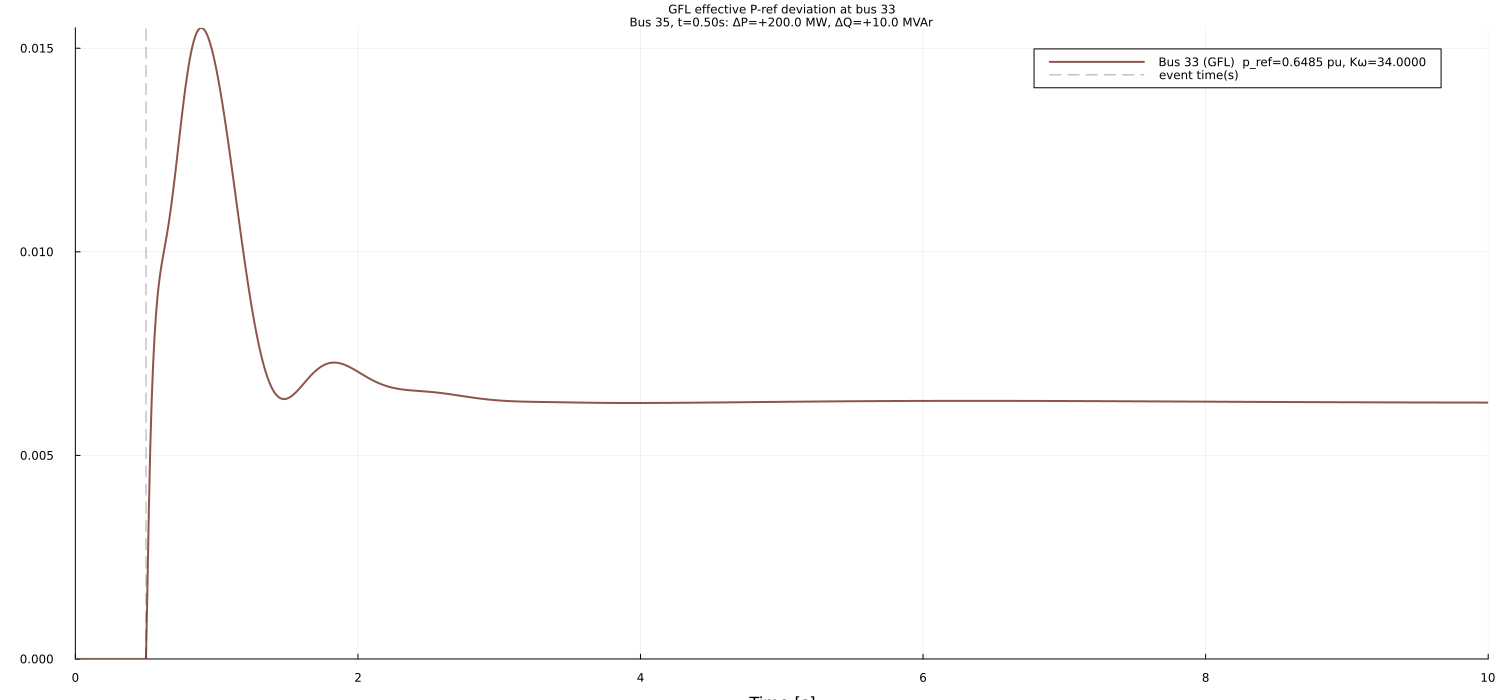 GFL effective P-ref deviation at bus 33
Bus 35, t=0.50s: ΔP=+200.0 MW, ΔQ=+10.0 MVAr
0.015
Bus 33 (GFL) p_ref=0.6485 pu, Kω=34.0000
event time(s)
0.010
0.005
0.000
0 2 4 6 8 10
Time [s]